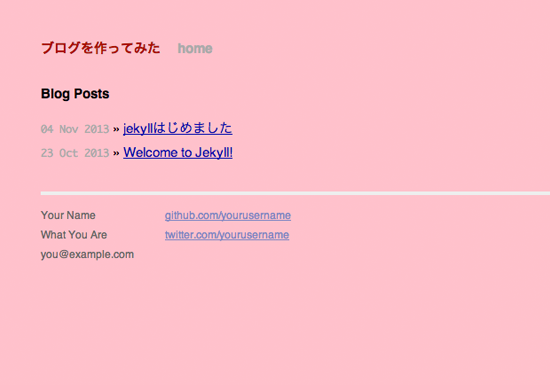 ブログを作ってみた home
Blog Posts
04 Nov 2013 » jekyllはじめました
23 Oct 2013 » Welcome to Jekyll!
Your Name github.com/yourusername
What You Are twitter.com/yourusername
you@example.com